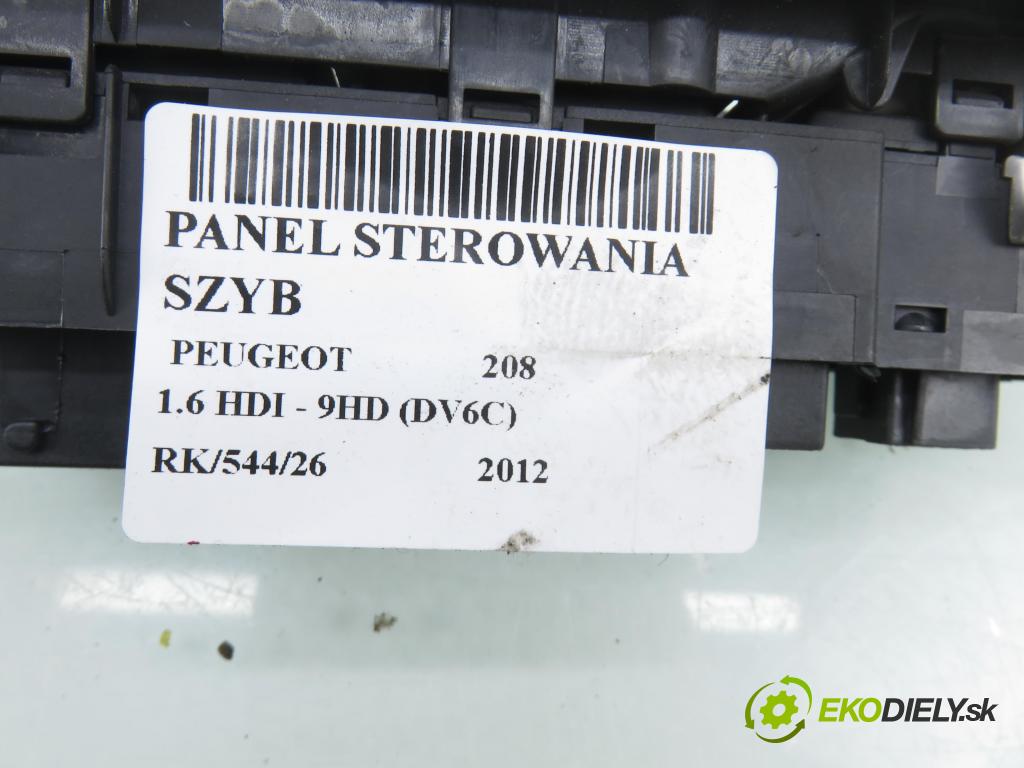 PANEL STEROWANIA
SZYB
PEUGEOT 208
1.6 HDI - 9HD (DV6C)
RK/544/26 2012
EKODIELY.sk